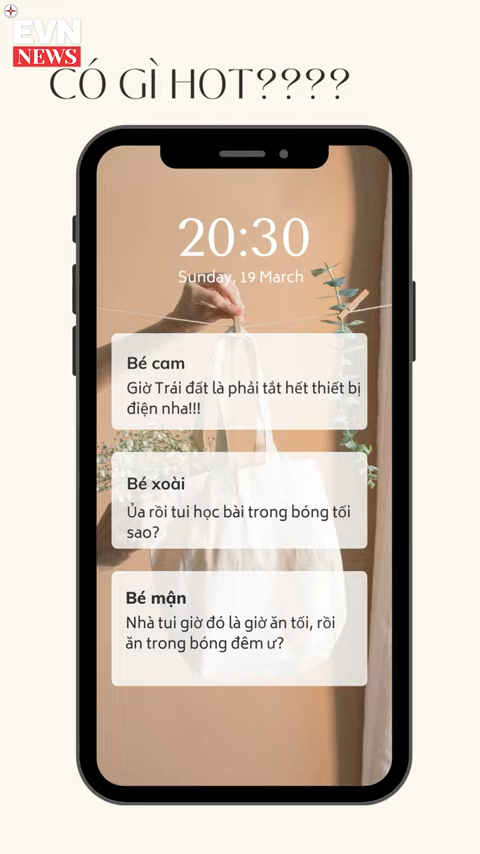 EVN
NEWS
CÓ GÌ HOT????
20:30
Sunday, 19 March
Bé cam
Giờ Trái đất là phải tắt hết thiết bị
điện nha!!!
Bé xoài
Ủa rồi tui học bài trong bóng tối
sao?
Bé mận
Nhà tui giờ đó là giờ ăn tối, rồi
ăn trong bóng đêm ư?